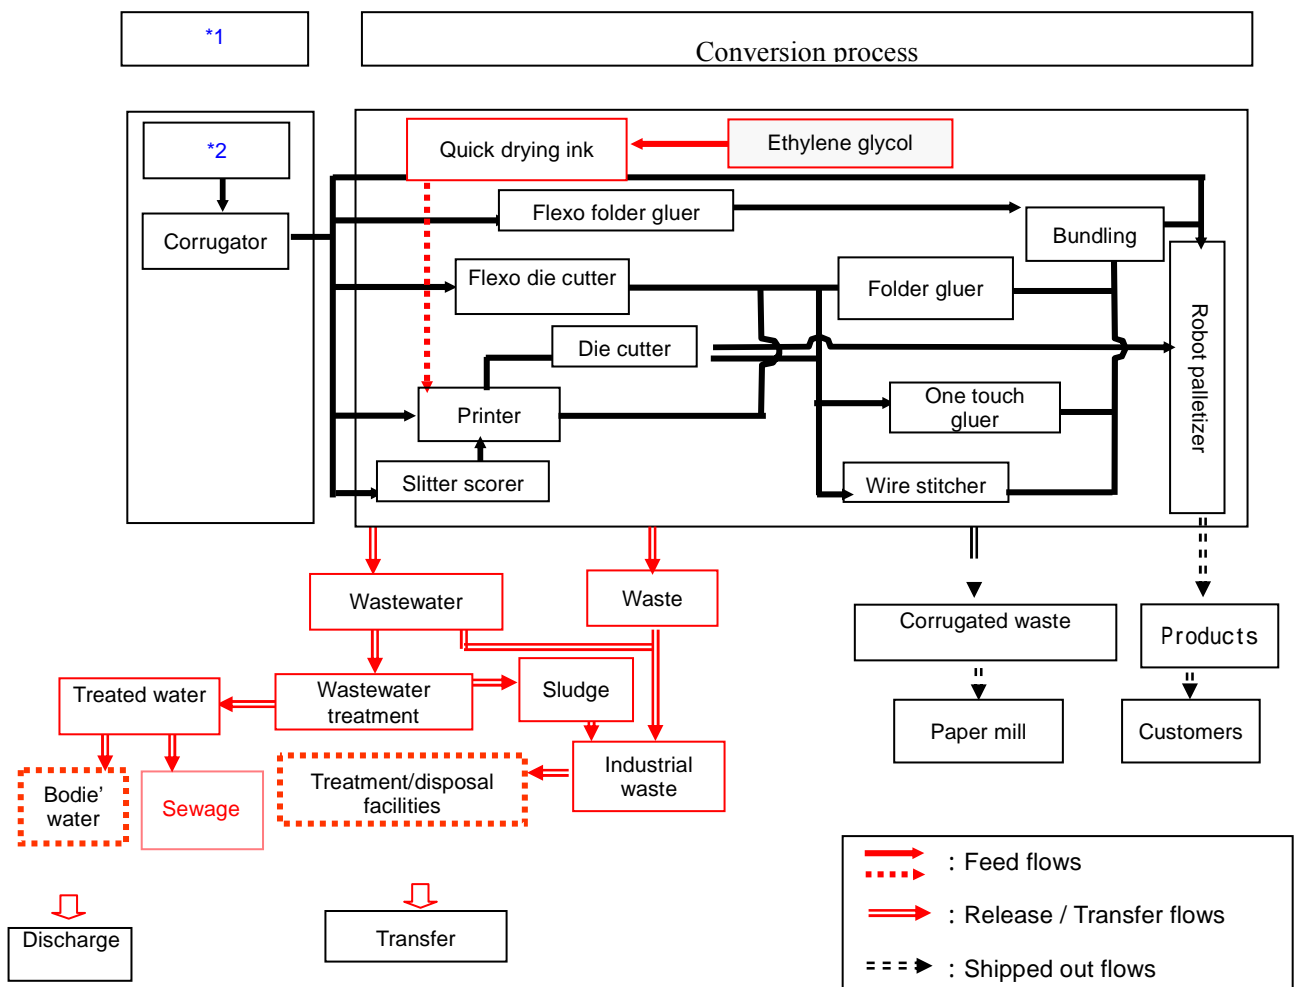 *1
Conversion process
*2
Quick drying ink
Ethylene glycol
Corrugator
Flexo folder gluer
Bundling
Flexo die cutter
Folder gluer
Die cutter
Robot palletizer
Printer
One touch
gluer
Slitter scorer
Wire stitcher
Wastewater
Waste
Corrugated waste
Products
Treated water
Wastewater
treatment
Sludge
Paper mill
Customers
Bodie'
water
Sewage
Treatment/disposal
facilities
Industrial
waste
: Feed flows
: Release / Transfer flows
: Shipped out flows
Discharge
Transfer